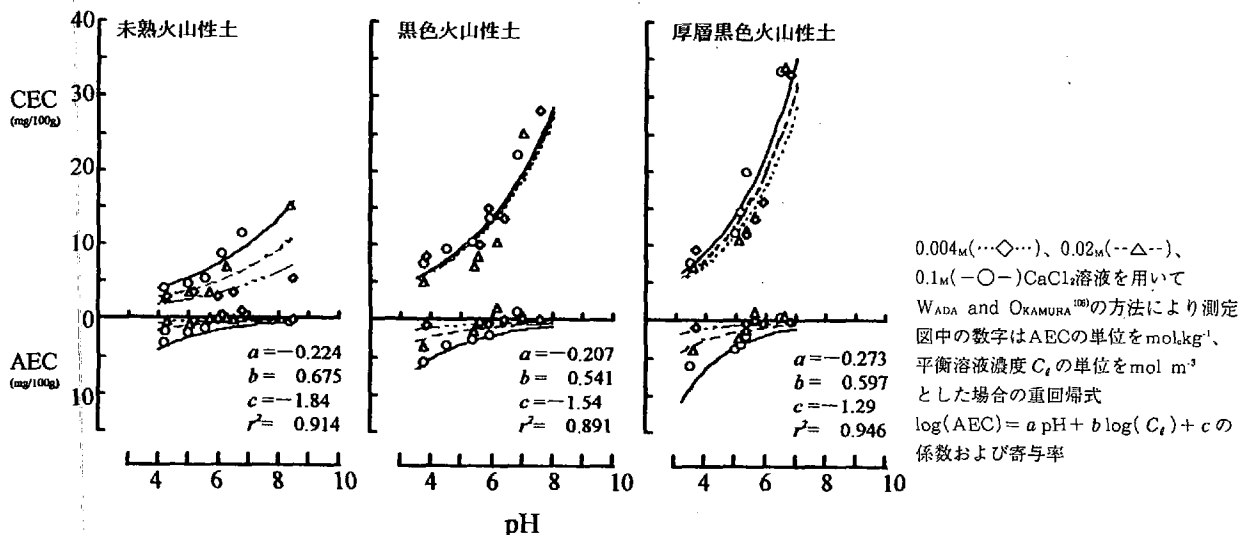 未熟火山性土
黒色火山性土
厚層黒色火山性土
40
30
20
10
0
10
CEC
(mg/100g)
AEC
(mg/100g)
a=-0.224
b= 0.675
c=-1.84
r²= 0.914
a=-0.207
b= 0.541
c=-1.54
r²= 0.891
a=-0.273
b= 0.597
c=-1.29
r²= 0.946
4 6 8 10
4 6 8 10
4 6 8 10
pH
0.004M(···◇···)、0.02M(--△--)、
0.1M(-○-)CaCl₂溶液を用いて
WADA and OKAMURA¹⁰⁸⁾の方法により測定
図中の数字はAECの単位をmolckg⁻¹、
平衡溶液濃度Cℓの単位をmol m⁻³
とした場合の重回帰式
log(AEC)=a pH+b log(Cℓ)+cの
係数および寄与率